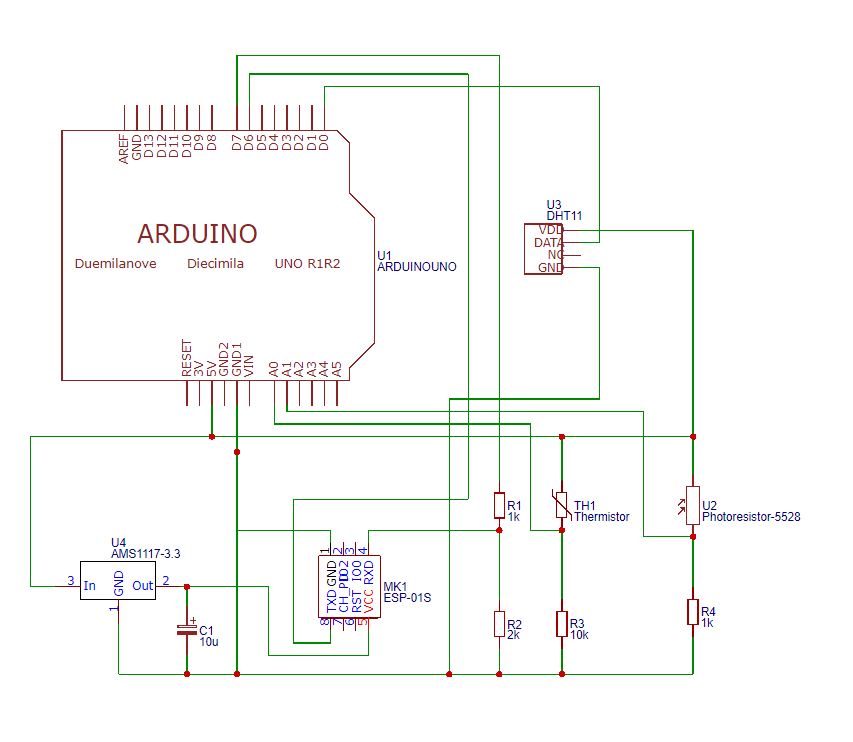 AREF GND D13 D12 D11 D10 D9 D8 D7 D6 D5 D4 D3 D2 D1 D0
ARDUINO
Duemilanove Diecimila UNO R1R2
U1
ARDUINOUNO
RESET 3V 5V GND2 GND1 VIN A0 A1 A2 A3 A4 A5
U3
DHT11
VDD
DATA
NC
GND
R1
1k
TH1
Thermistor
U2
Photoresistor-5528
U4
AMS1117-3.3
3 In GND Out 2
1
C1
+
10u
1 2 3 4
GND IO2 IO0 RXD
TXD CH_PD RST VCC
8 7 6 5
MK1
ESP-01S
R2
2k
R3
10k
R4
1k